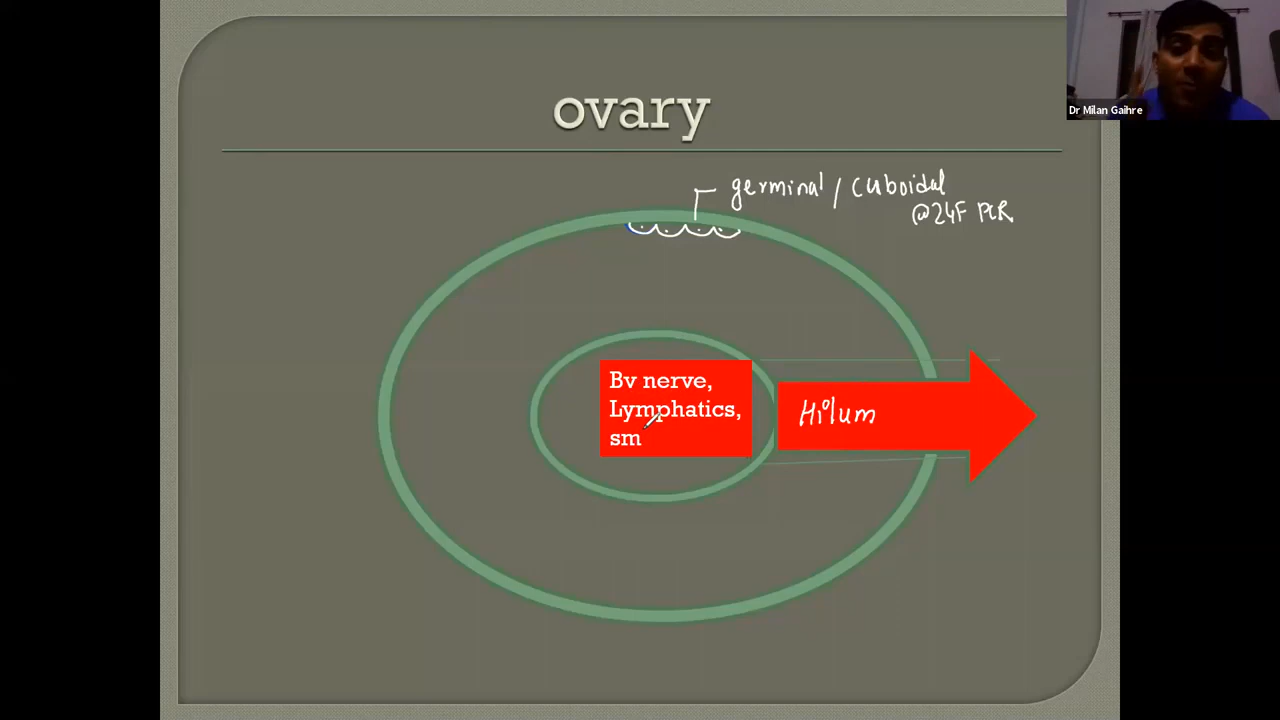 Dr Milan Gaihre
ovary
germinal / cuboidal
@24F PCR
Bv nerve,
Lymphatics,
sm
Hilum